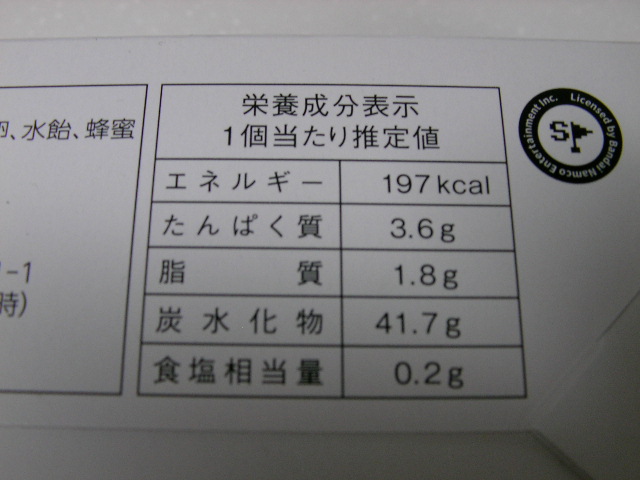 栄養成分表示
1個当たり推定値
エネルギー 197kcal
たんぱく質 3.6g
脂質 1.8g
炭水化物 41.7g
食塩相当量 0.2g
、水飴、蜂蜜
-1
時)
Licensed by Bandai Namco Entertainment Inc.
S